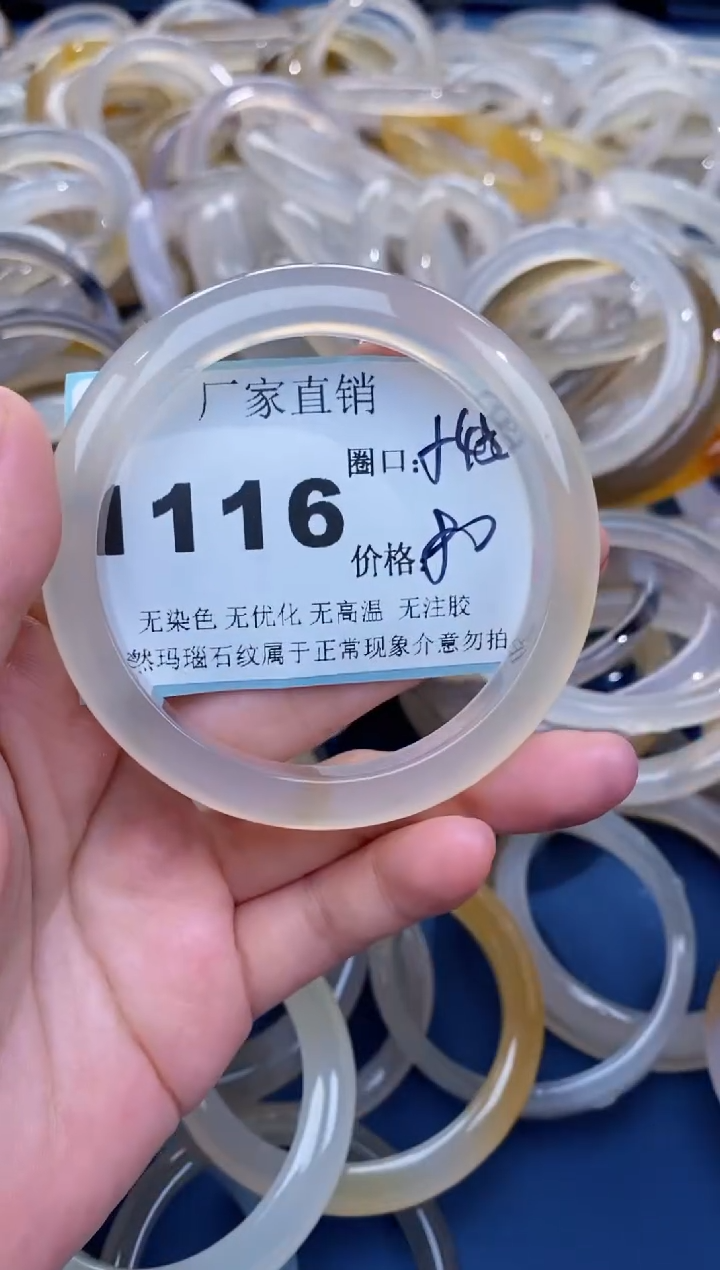 厂家直销
圈口:
1116
价格:
无染色 无优化 无高温 无注胶
然玛瑙石纹属于正常现象介意勿拍